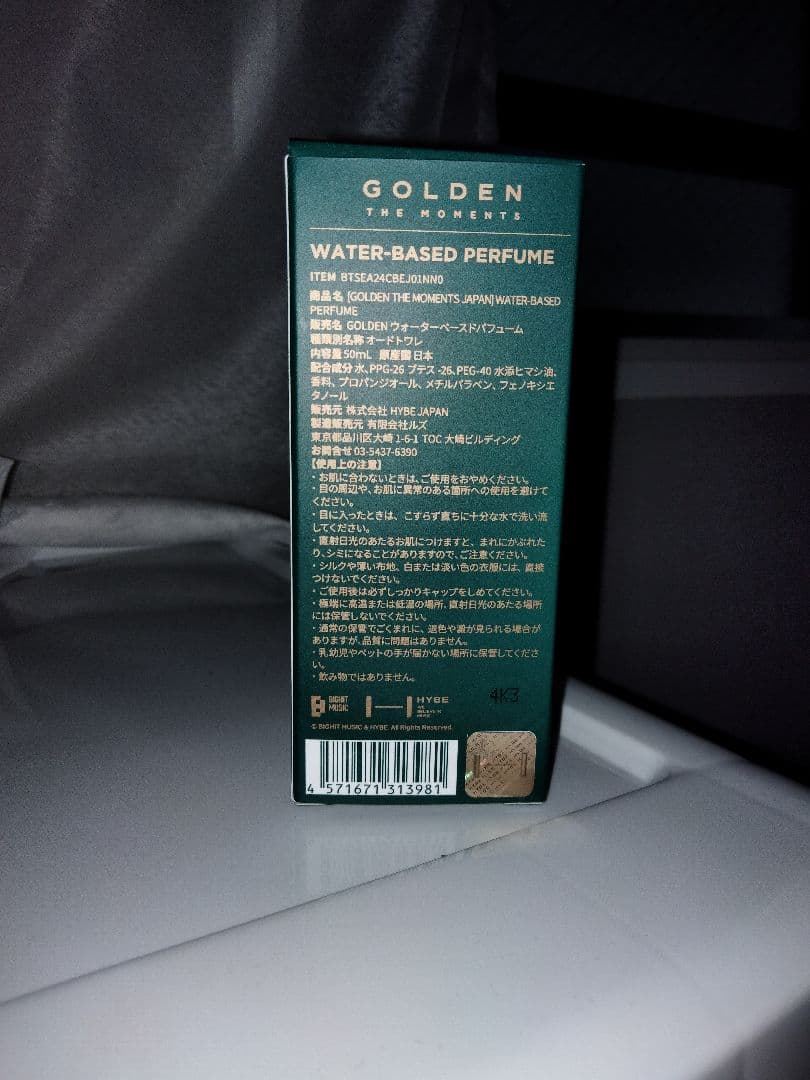 GOLDEN
THE MOMENTS
WATER-BASED PERFUME
ITEM BTSEA24CBEJ01NN0
商品名 [GOLDEN THE MOMENTS JAPAN] WATER-BASED
PERFUME
販売名 GOLDEN ウォーターベースドパフューム
種類別名称 オードトワレ
内容量 50mL 原産国 日本
配合成分 水、PPG-26 ブテス -26、PEG-40 水添ヒマシ油、
香料、プロパンジオール、メチルパラベン、フェノキシエ
タノール
販売元 株式会社 HYBE JAPAN
製造販売元 有限会社ルズ
東京都品川区大崎 1-6-1 TOC 大崎ビルディング
お問合せ 03-5437-6390
【使用上の注意】
・お肌に合わないときは、ご使用をおやめください。
・目の周辺や、お肌に異常のある箇所への使用を避けて
ください。
・目に入ったときは、こすらず直ちに十分な水で洗い流
してください。
・直射日光のあたるお肌につけますと、まれにかぶれた
り、シミになることがありますので、ご注意ください。
・シルクや薄い布地、白または淡い色の衣服には、直接
つけないでください。
・ご使用後は必ずしっかりキャップをしめてください。
・極端に高温または低温の場所、直射日光のあたる場所
には保管しないでください。
・通常の保管でごくまれに、退色や澱が見られる場合が
ありますが、品質に問題はありません。
・乳幼児やペットの手が届かない場所に保管してくださ
い。
・飲み物ではありません。
BIGHIT
MUSIC
HYBE
4K3
© BIGHIT MUSIC & HYBE. All Rights Reserved.
4 571671 313981